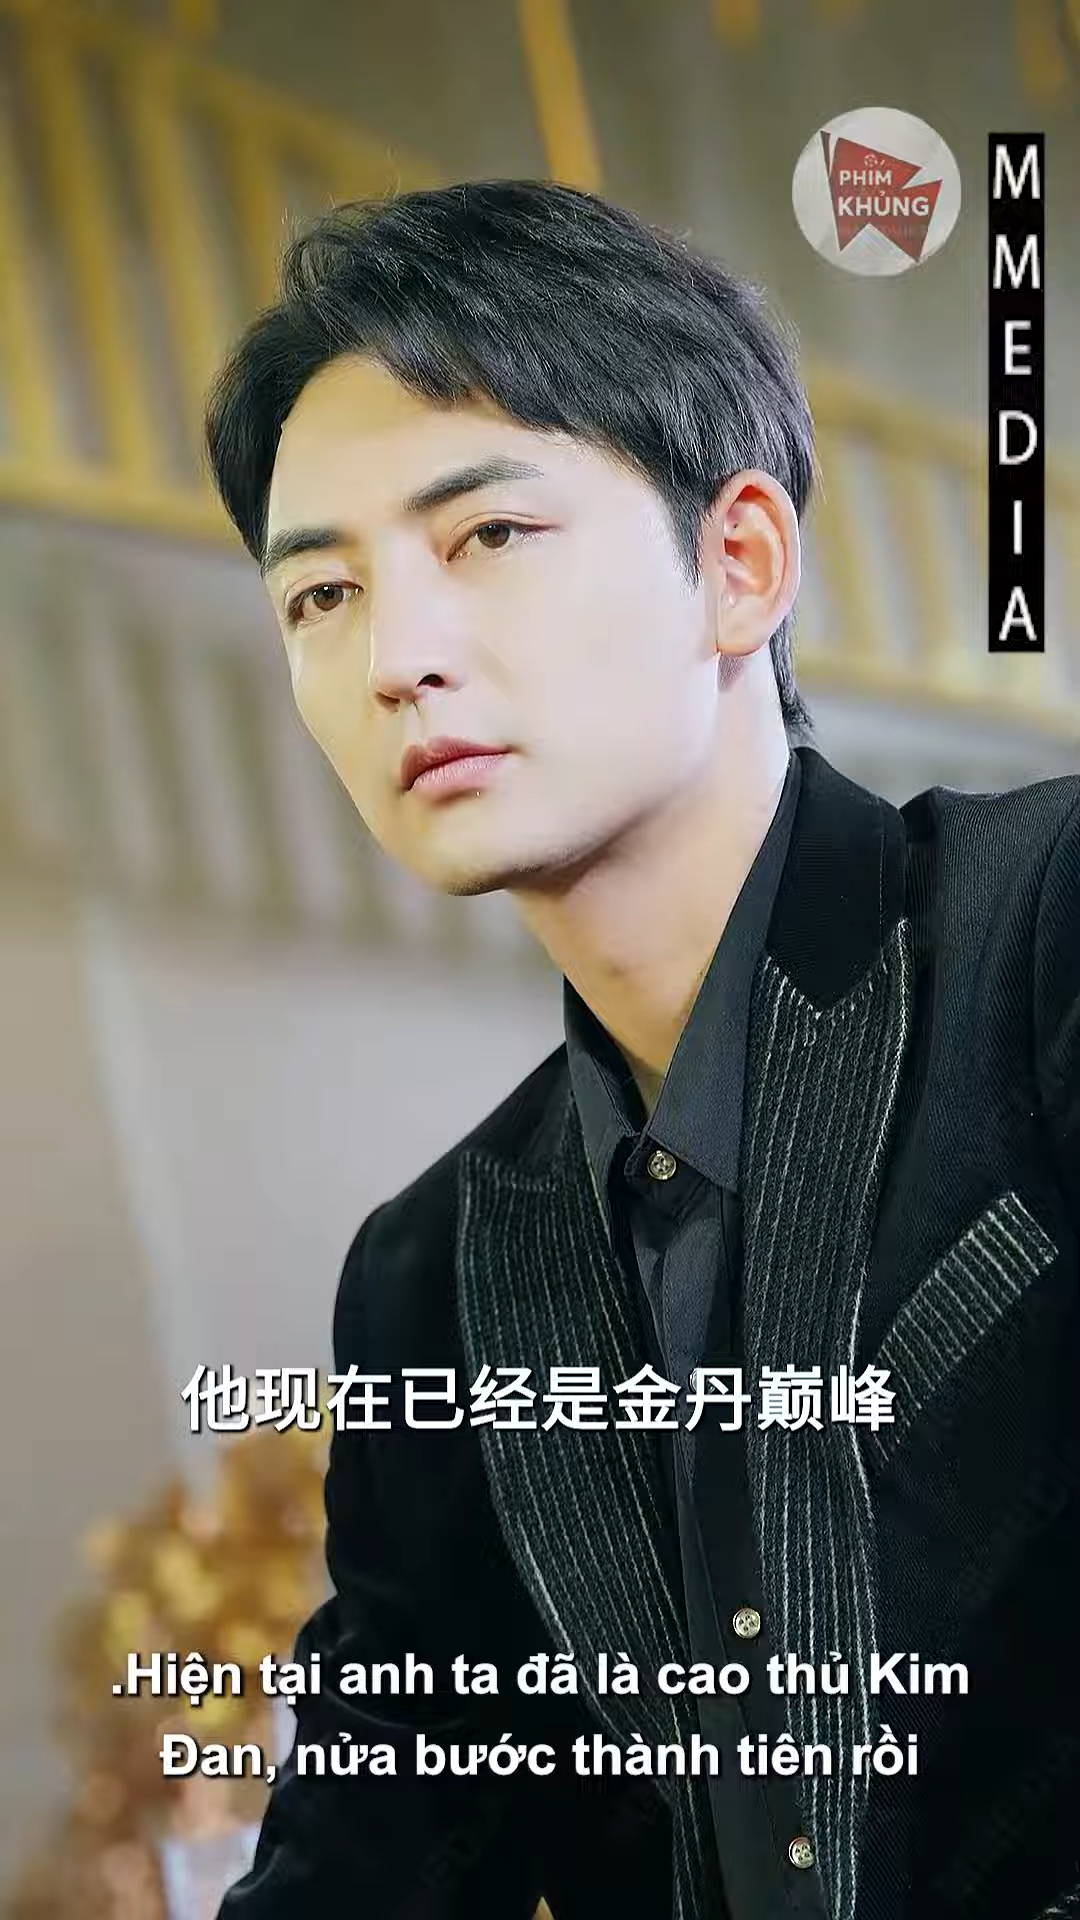 PHIM
KHỦNG
MMEDIA
他现在已经是金丹巅峰
.Hiện tại anh ta đã là cao thủ Kim
Đan, nửa bước thành tiên rồi